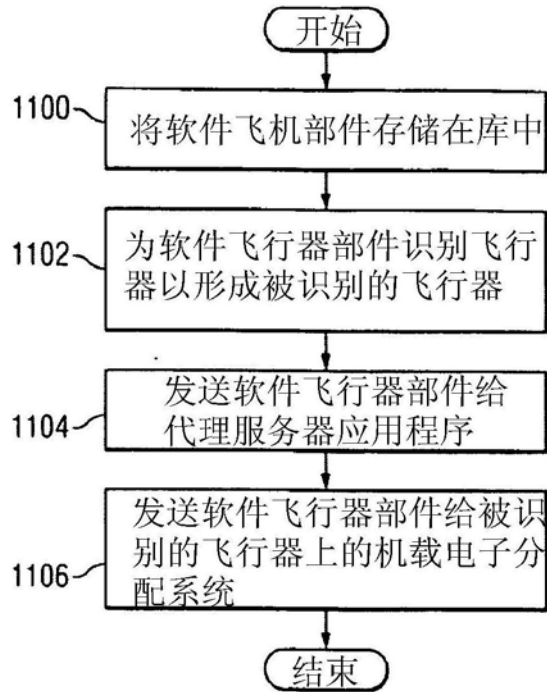 开始
1100
将软件飞机部件存储在库中
1102
为软件飞行器部件识别飞行
器以形成被识别的飞行器
1104
发送软件飞行器部件给
代理服务器应用程序
1106
发送软件飞行器部件给被识
别的飞行器上的机载电子分
配系统
结束